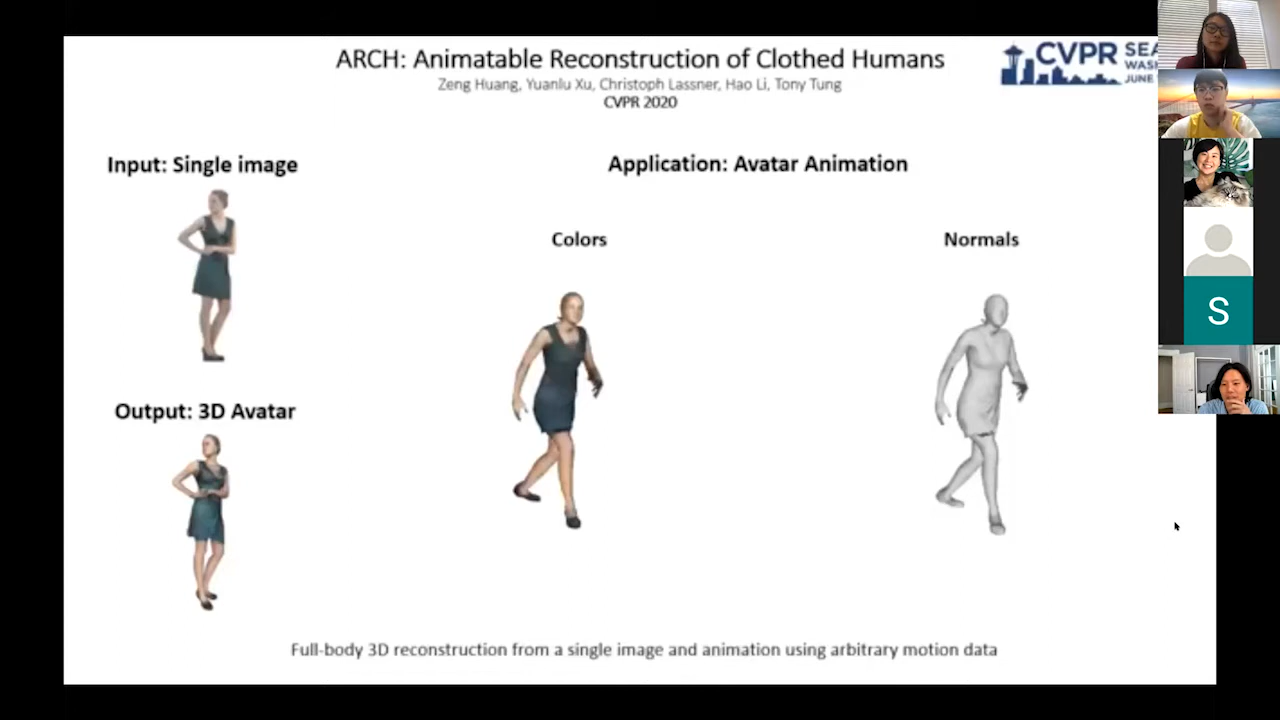 ARCH: Animatable Reconstruction of Clothed Humans
Zeng Huang, Yuanlu Xu, Christoph Lassner, Hao Li, Tony Tung
CVPR 2020
CVPR SEA
WAS
JUNE
Input: Single image
Application: Avatar Animation
Colors
Normals
S
Output: 3D Avatar
Full-body 3D reconstruction from a single image and animation using arbitrary motion data